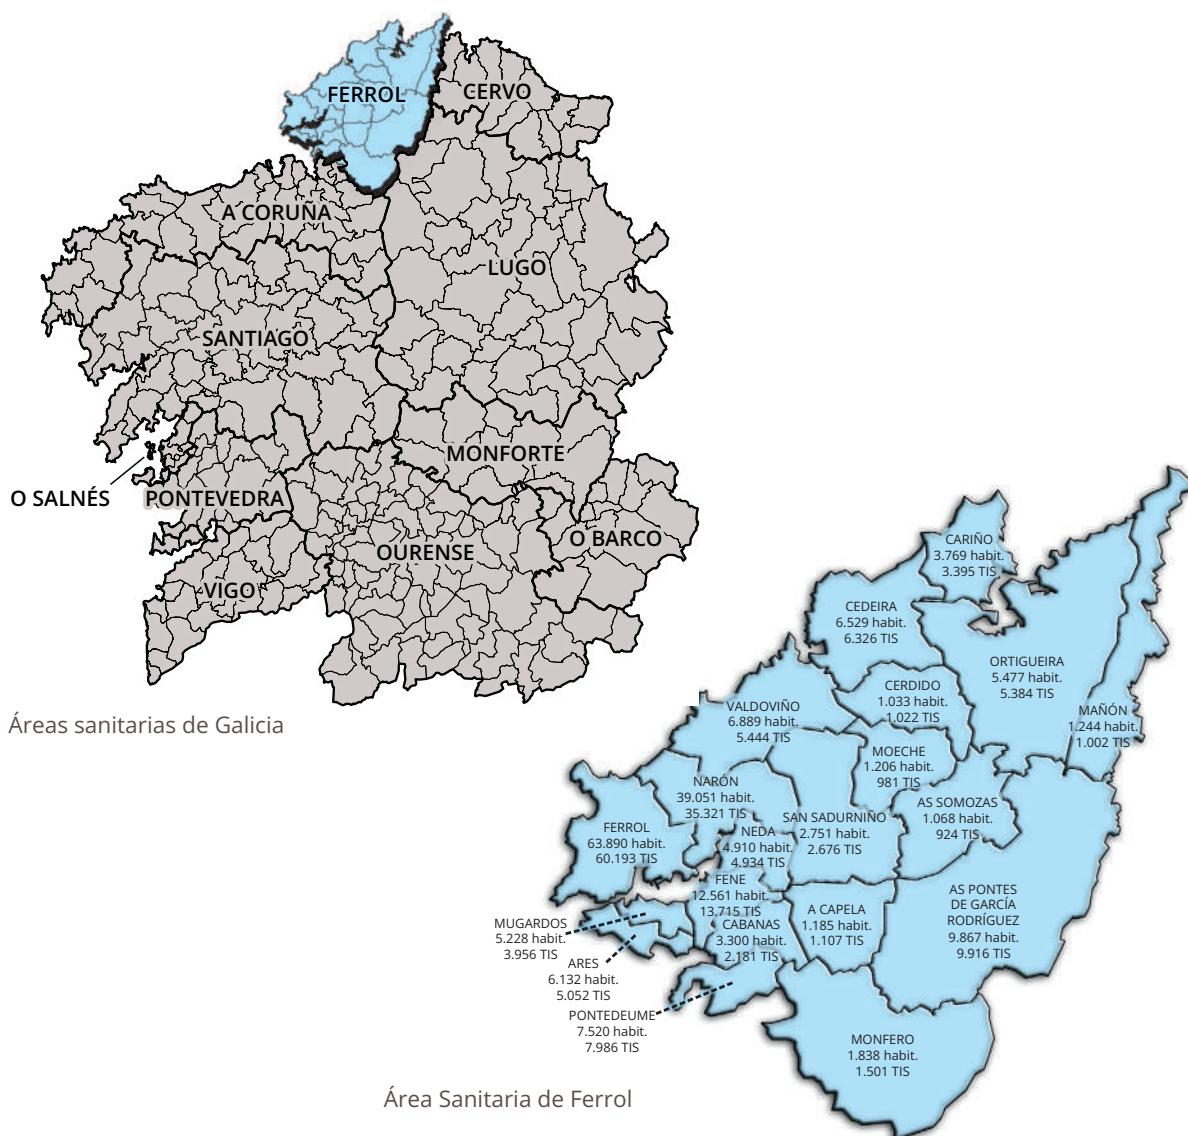 FERROL
CERVO
A CORUÑA
LUGO
SANTIAGO
MONFORTE
O SALNÉS
PONTEVEDRA
O BARCO
OURENSE
VIGO
Áreas sanitarias de Galicia
CARIÑO
3.769 habit.
3.395 TIS
CEDEIRA
6.529 habit.
6.326 TIS
ORTIGUEIRA
5.477 habit.
5.384 TIS
CERDIDO
1.033 habit.
1.022 TIS
MAÑÓN
1.244 habit.
1.002 TIS
VALDOVIÑO
6.889 habit.
5.444 TIS
MOECHE
1.206 habit.
981 TIS
NARÓN
39.051 habit.
35.321 TIS
AS SOMOZAS
1.068 habit.
924 TIS
SAN SADURNIÑO
2.751 habit.
2.676 TIS
FERROL
63.890 habit.
60.193 TIS
NEDA
4.910 habit.
4.934 TIS
FENE
12.561 habit.
13.715 TIS
AS PONTES
DE GARCÍA
RODRÍGUEZ
9.867 habit.
9.916 TIS
A CAPELA
1.185 habit.
1.107 TIS
CABANAS
3.300 habit.
2.181 TIS
MUGARDOS
5.228 habit.
3.956 TIS
ARES
6.132 habit.
5.052 TIS
PONTEDEUME
7.520 habit.
7.986 TIS
MONFERO
1.838 habit.
1.501 TIS
Área Sanitaria de Ferrol